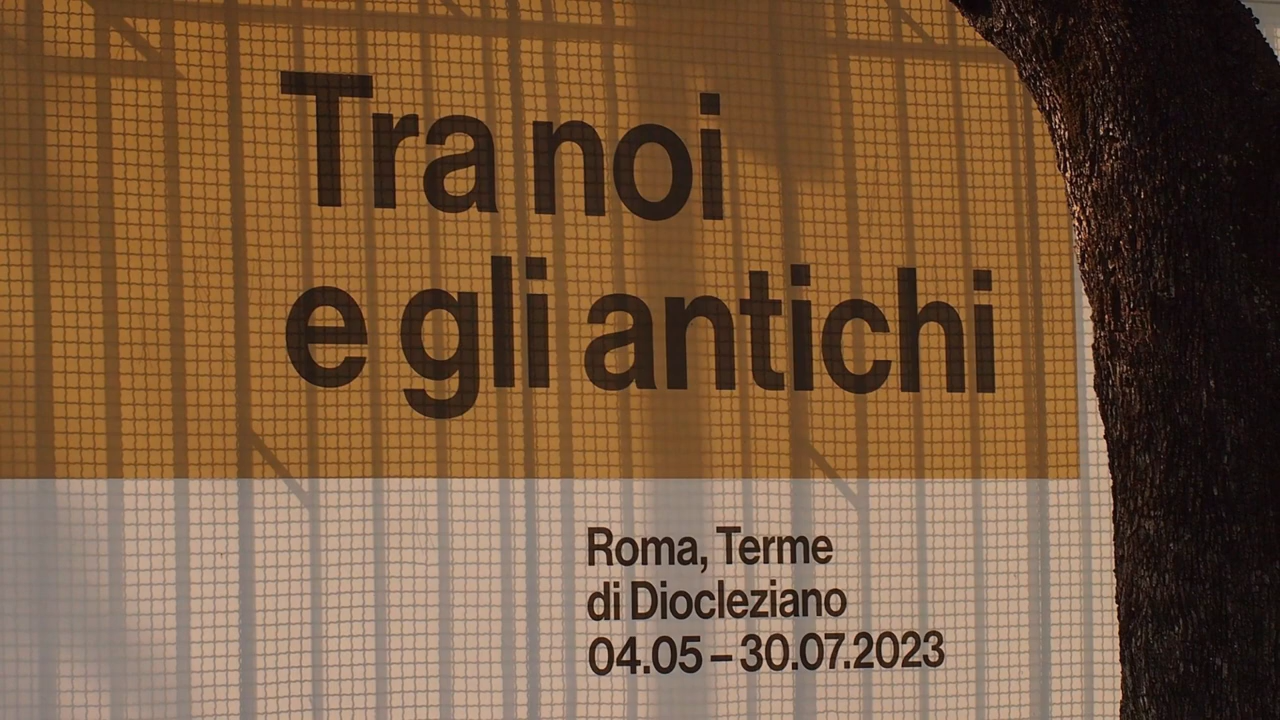 Tra noi
e gli antichi
Roma, Terme
di Diocleziano
04.05 – 30.07.2023